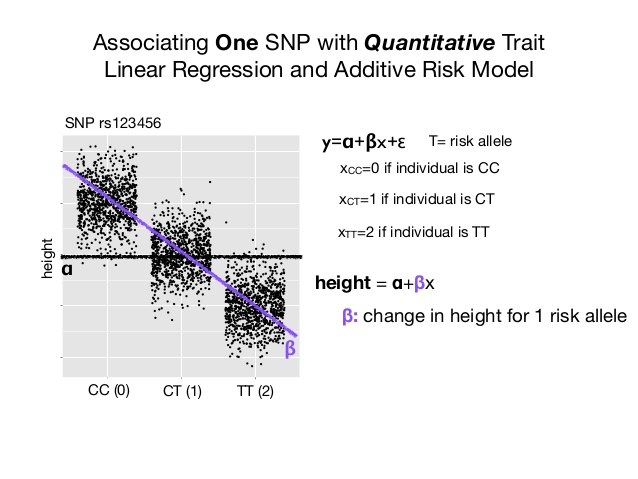 Associating One SNP with Quantitative Trait
Linear Regression and Additive Risk Model
SNP rs123456
y=α+βx+ε T= risk allele
xCC=0 if individual is CC
xCT=1 if individual is CT
xTT=2 if individual is TT
height
α
height = α+βx
β: change in height for 1 risk allele
β
CC (0) CT (1) TT (2)